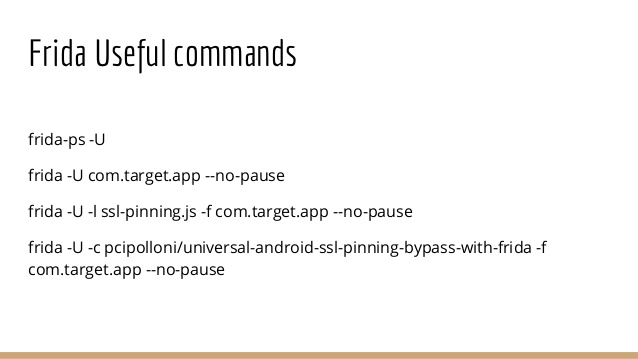 Frida Useful commands
frida-ps -U
frida -U com.target.app --no-pause
frida -U -l ssl-pinning.js -f com.target.app --no-pause
frida -U -c pcipolloni/universal-android-ssl-pinning-bypass-with-frida -f
com.target.app --no-pause